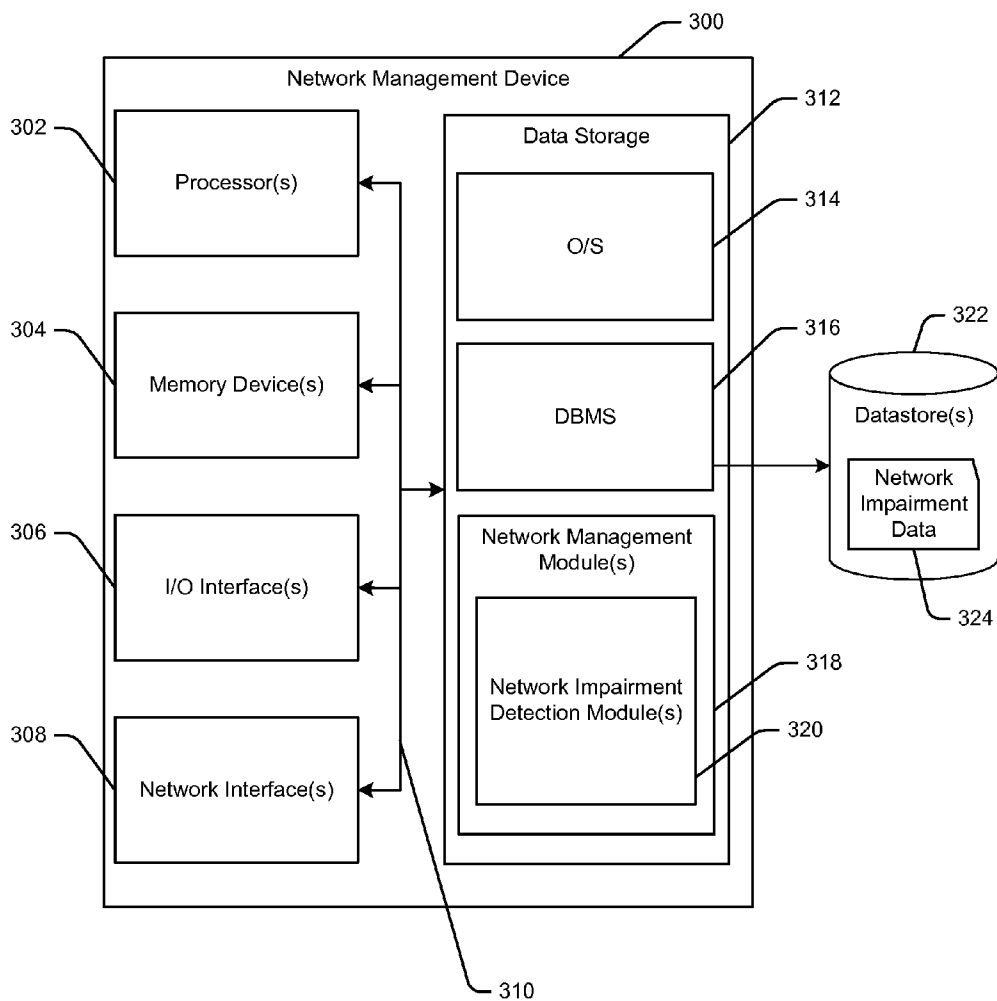 300
Network Management Device
302
Processor(s)
304
Memory Device(s)
306
I/O Interface(s)
308
Network Interface(s)
310
312
Data Storage
314
O/S
316
DBMS
Network Management
Module(s)
318
Network Impairment
Detection Module(s)
320
322
Datastore(s)
Network
Impairment
Data
324